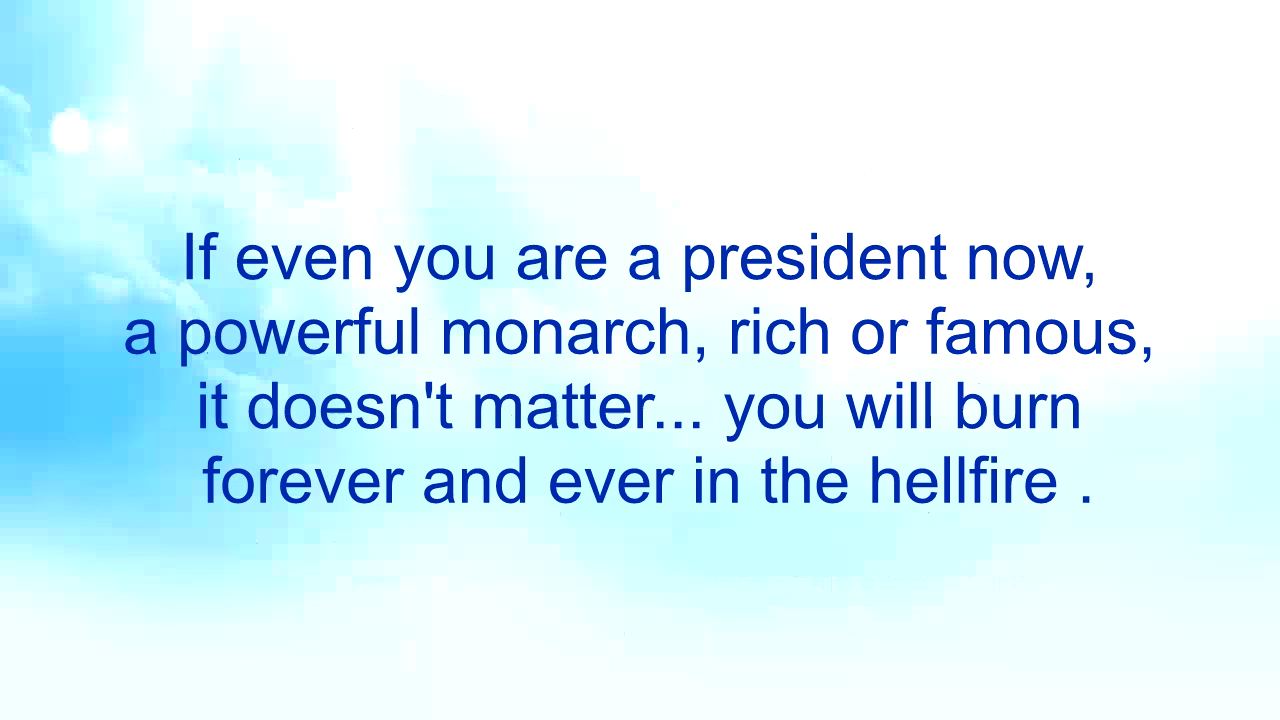 If even you are a president now,
a powerful monarch, rich or famous,
it doesn't matter... you will burn
forever and ever in the hellfire .